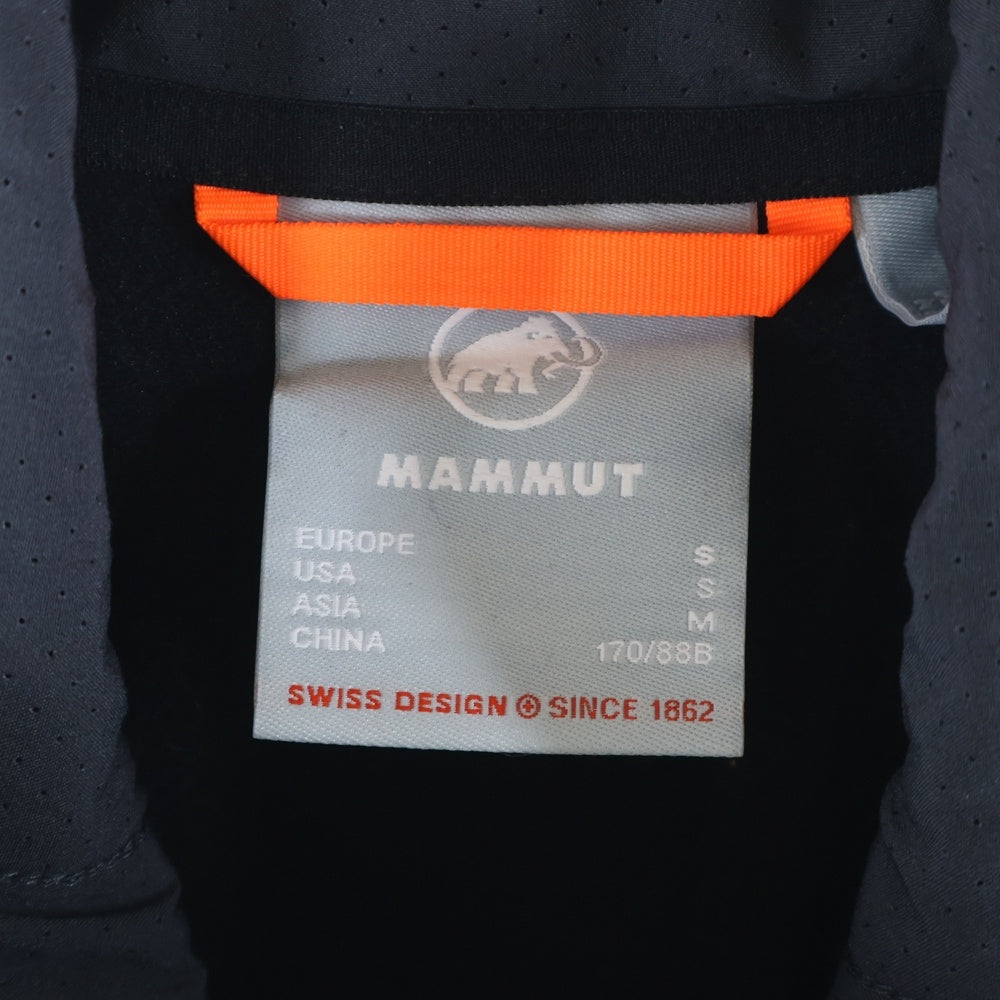 MAMMUT
EUROPE S
USA S
ASIA M
CHINA 170/88B
SWISS DESIGN SINCE 1862